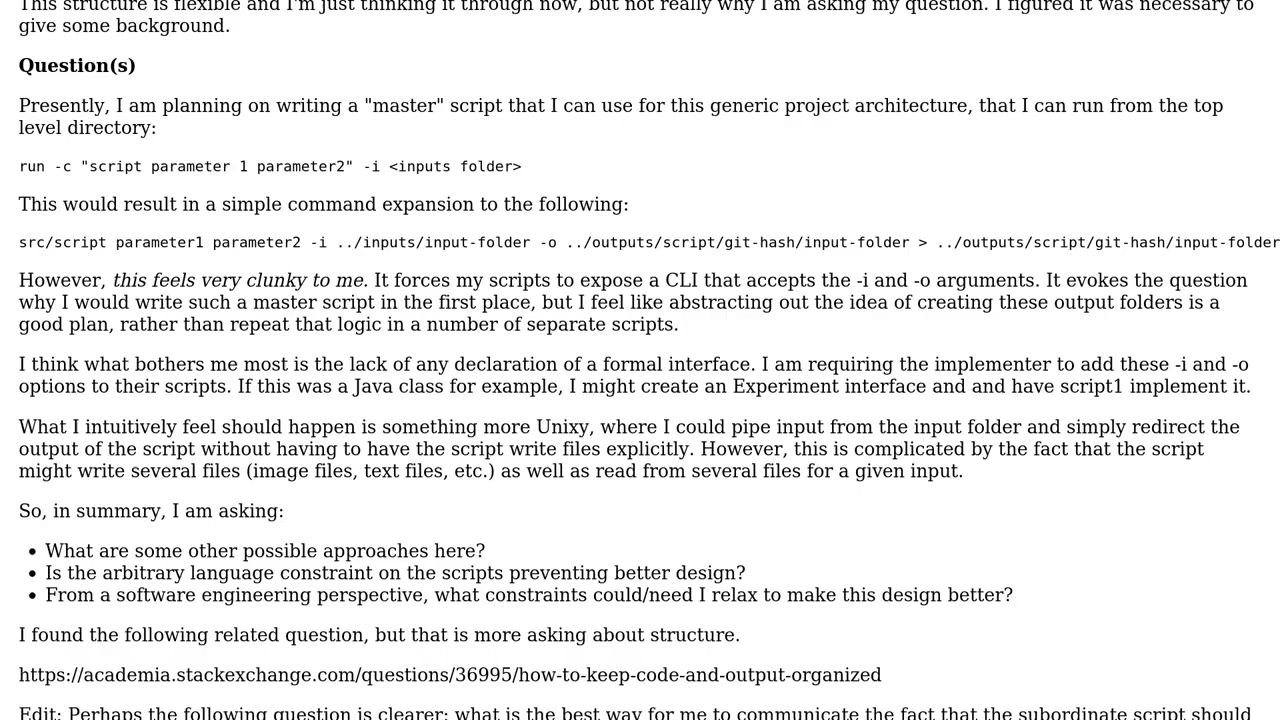 This structure is flexible and I'm just thinking it through now, but not really why I am asking my question. I figured it was necessary to
give some background.
Question(s)
Presently, I am planning on writing a "master" script that I can use for this generic project architecture, that I can run from the top
level directory:
run -c "script parameter 1 parameter2" -i <inputs folder>
This would result in a simple command expansion to the following:
src/script parameter1 parameter2 -i ../inputs/input-folder -o ../outputs/script/git-hash/input-folder > ../outputs/script/git-hash/input-folder
However, this feels very clunky to me. It forces my scripts to expose a CLI that accepts the -i and -o arguments. It evokes the question
why I would write such a master script in the first place, but I feel like abstracting out the idea of creating these output folders is a
good plan, rather than repeat that logic in a number of separate scripts.
I think what bothers me most is the lack of any declaration of a formal interface. I am requiring the implementer to add these -i and -o
options to their scripts. If this was a Java class for example, I might create an Experiment interface and and have script1 implement it.
What I intuitively feel should happen is something more Unixy, where I could pipe input from the input folder and simply redirect the
output of the script without having to have the script write files explicitly. However, this is complicated by the fact that the script
might write several files (image files, text files, etc.) as well as read from several files for a given input.
So, in summary, I am asking:
• What are some other possible approaches here?
• Is the arbitrary language constraint on the scripts preventing better design?
• From a software engineering perspective, what constraints could/need I relax to make this design better?
I found the following related question, but that is more asking about structure.
https://academia.stackexchange.com/questions/36995/how-to-keep-code-and-output-organized
Edit: Perhaps the following question is clearer: what is the best way for me to communicate the fact that the subordinate script should